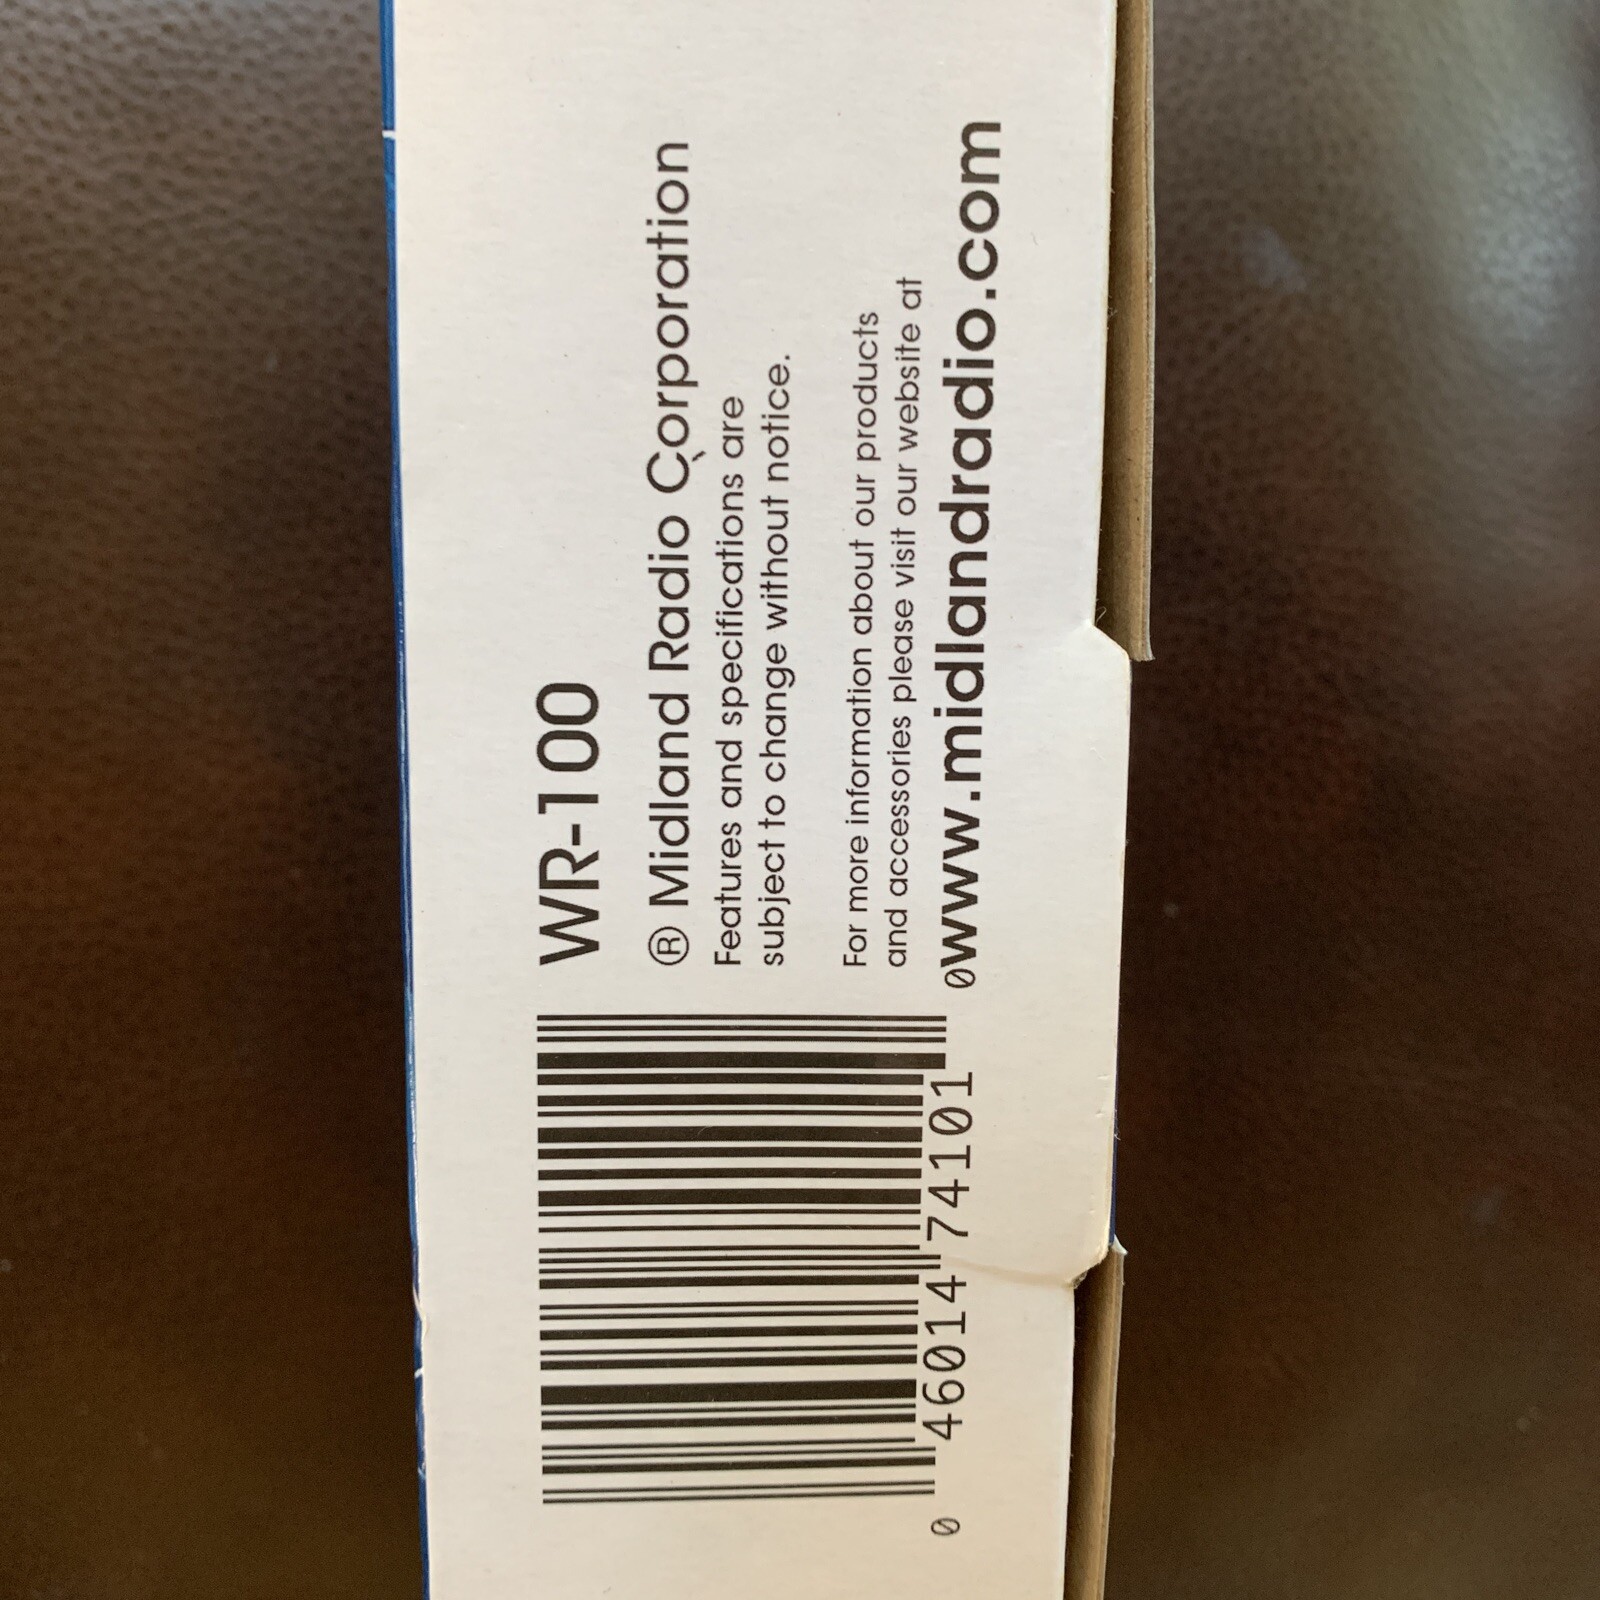 WR-100
® Midland Radio Corporation
Features and specifications are
subject to change without notice.
For more information about our products
and accessories please visit our website at
www.midlandradio.com
0 46014 74101 0